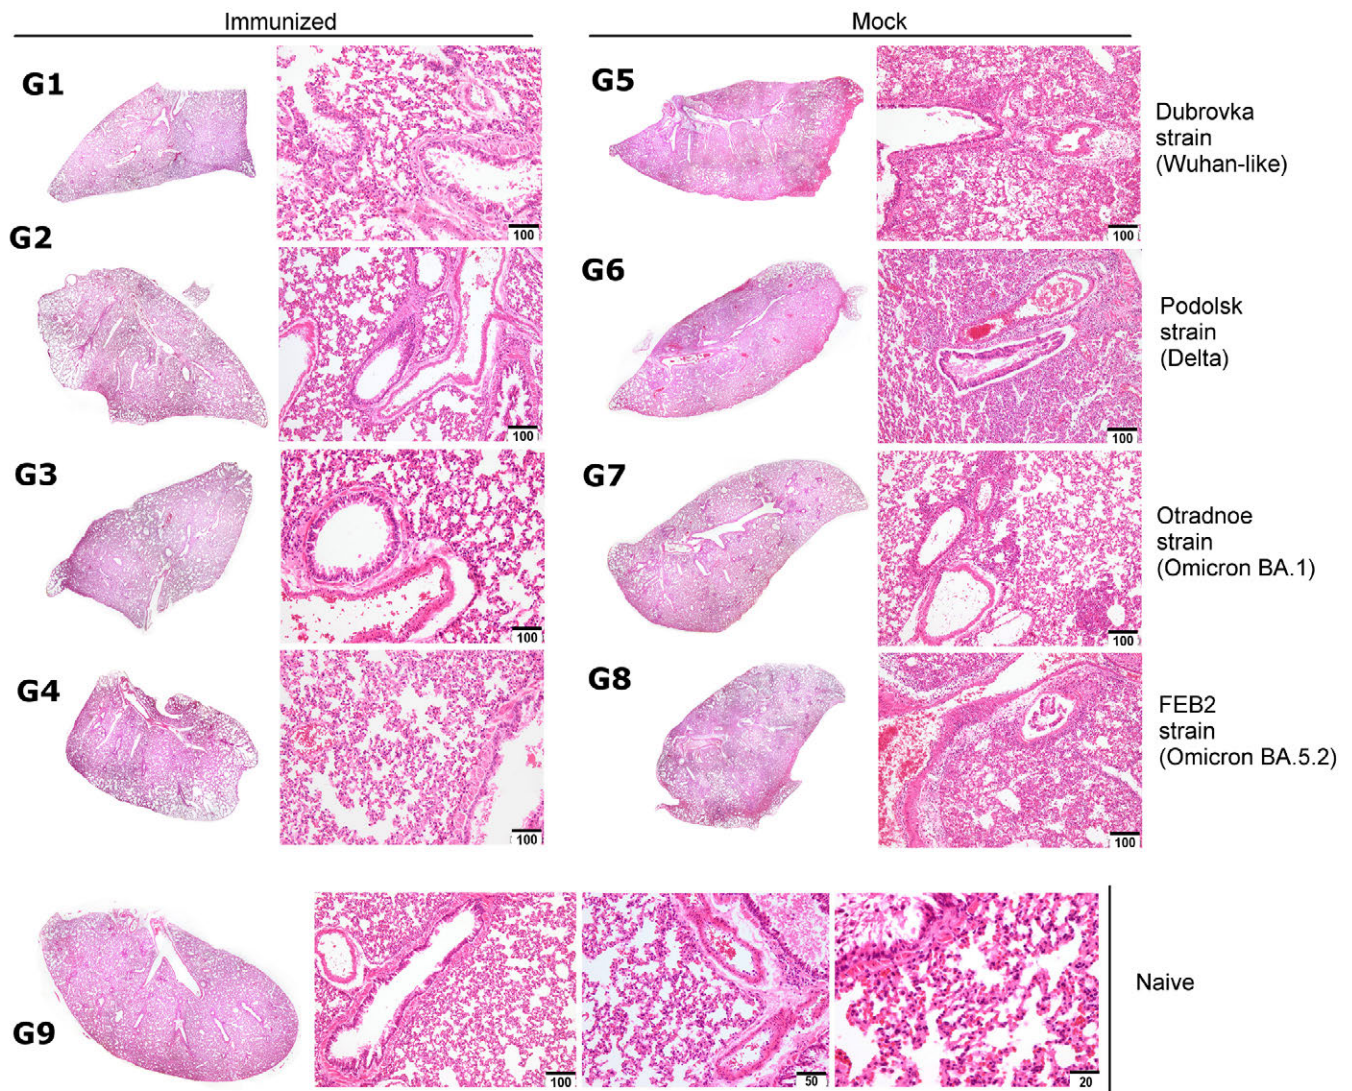 Immunized
Mock
G1
100
G5
100
Dubrovka
strain
(Wuhan-like)
G2
100
G6
100
Podolsk
strain
(Delta)
G3
100
G7
100
Otradnoe
strain
(Omicron BA.1)
G4
100
G8
100
FEB2
strain
(Omicron BA.5.2)
G9
100
50
20
Naive